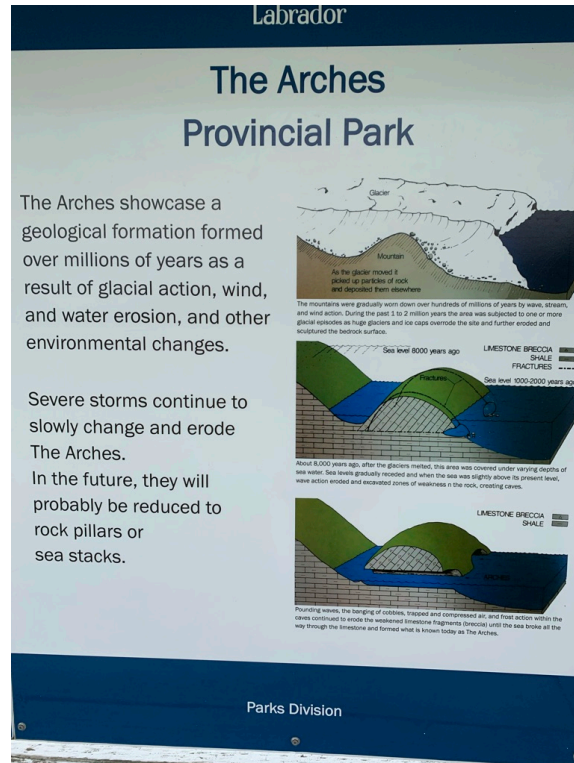 Labrador
The Arches
Provincial Park
The Arches showcase a
geological formation formed
over millions of years as a
result of glacial action, wind,
and water erosion, and other
environmental changes.
Severe storms continue to
slowly change and erode
The Arches.
In the future, they will
probably be reduced to
rock pillars or
sea stacks.
Glacier
Mountain
As the glacier moved it
picked up particles of rock
and deposited them elsewhere
The mountains were gradually worn down over hundreds of millions of years by wave, stream,
and wind action. During the past 1 to 2 million years the area was subjected to one or more
glacial episodes as huge glaciers and ice caps overrode the site and further eroded and
sculptured the bedrock surface.
Sea level 8000 years ago
LIMESTONE BRECCIA
SHALE
FRACTURES
Fractures
Sea level 1000-2000 years ago
About 8,000 years ago, after the glaciers melted, this area was covered under varying depths of
sea water. Sea levels gradually receded and when the sea was slightly above its present level,
wave action eroded and excavated zones of weakness n the rock, creating caves.
LIMESTONE BRECCIA
SHALE
ARCHES
Pounding waves, the banging of cobbles, trapped and compressed air, and frost action within the
caves continued to erode the weakened limestone fragments (breccia) until the sea broke all the
way through the limestone and formed what is known today as The Arches.
Parks Division